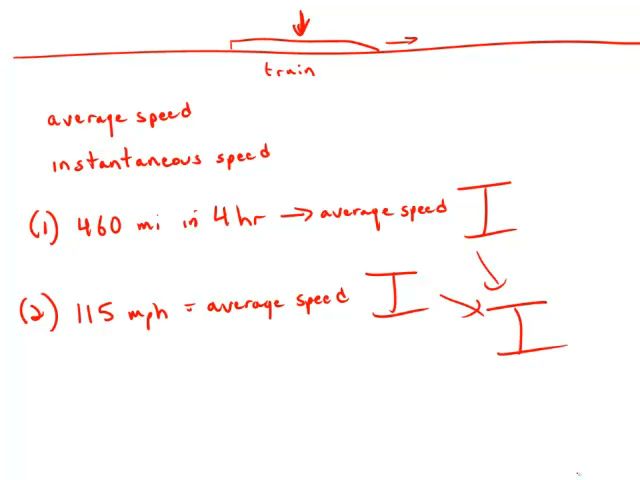 train
average speed
instantaneous speed
(1) 460 mi in 4 hr → average speed I
(2) 115 mph = average speed I
I